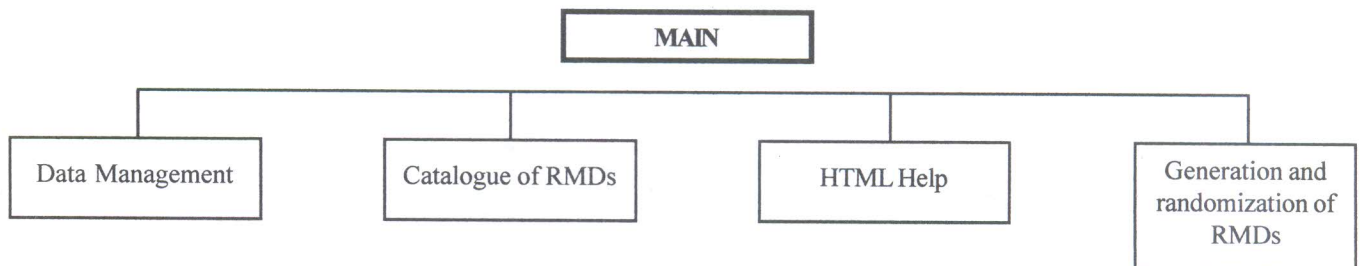 MAIN
Data Management
Catalogue of RMDs
HTML Help
Generation and
randomization of
RMDs